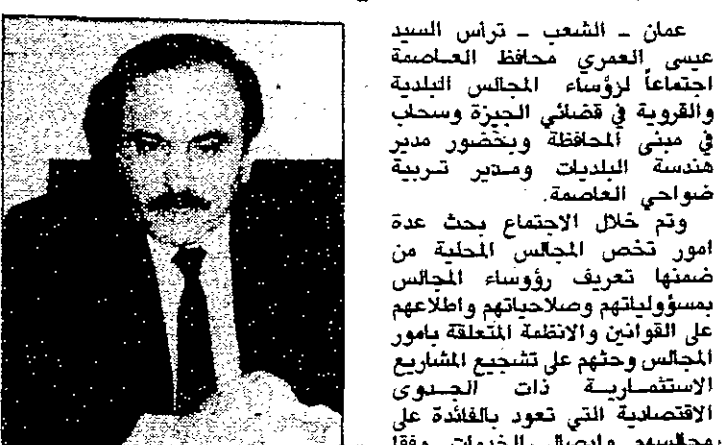 عمان ـ الشعب ـ ترأس السيد
عيسى العمري محافظ العاصمة
اجتماعاً لرؤساء المجالس البلدية
والقروية في قضائي الجيزة وسحاب
في مبنى المحافظة وبحضور مدير
هندسة البلديات ومدير تربية
ضواحي العاصمة.
وتم خلال الاجتماع بحث عدة
امور تخص المجالس المحلية من
ضمنها تعريف رؤوساء المجالس
بمسؤولياتهم وصلاحياتهم واطلاعهم
على القوانين والانظمة المتعلقة بامور
المجالس وحثهم على تشجيع المشاريع
الاستثمارية ذات الجدوى
الاقتصادية التي تعود بالفائدة على
الخدمات وفقا